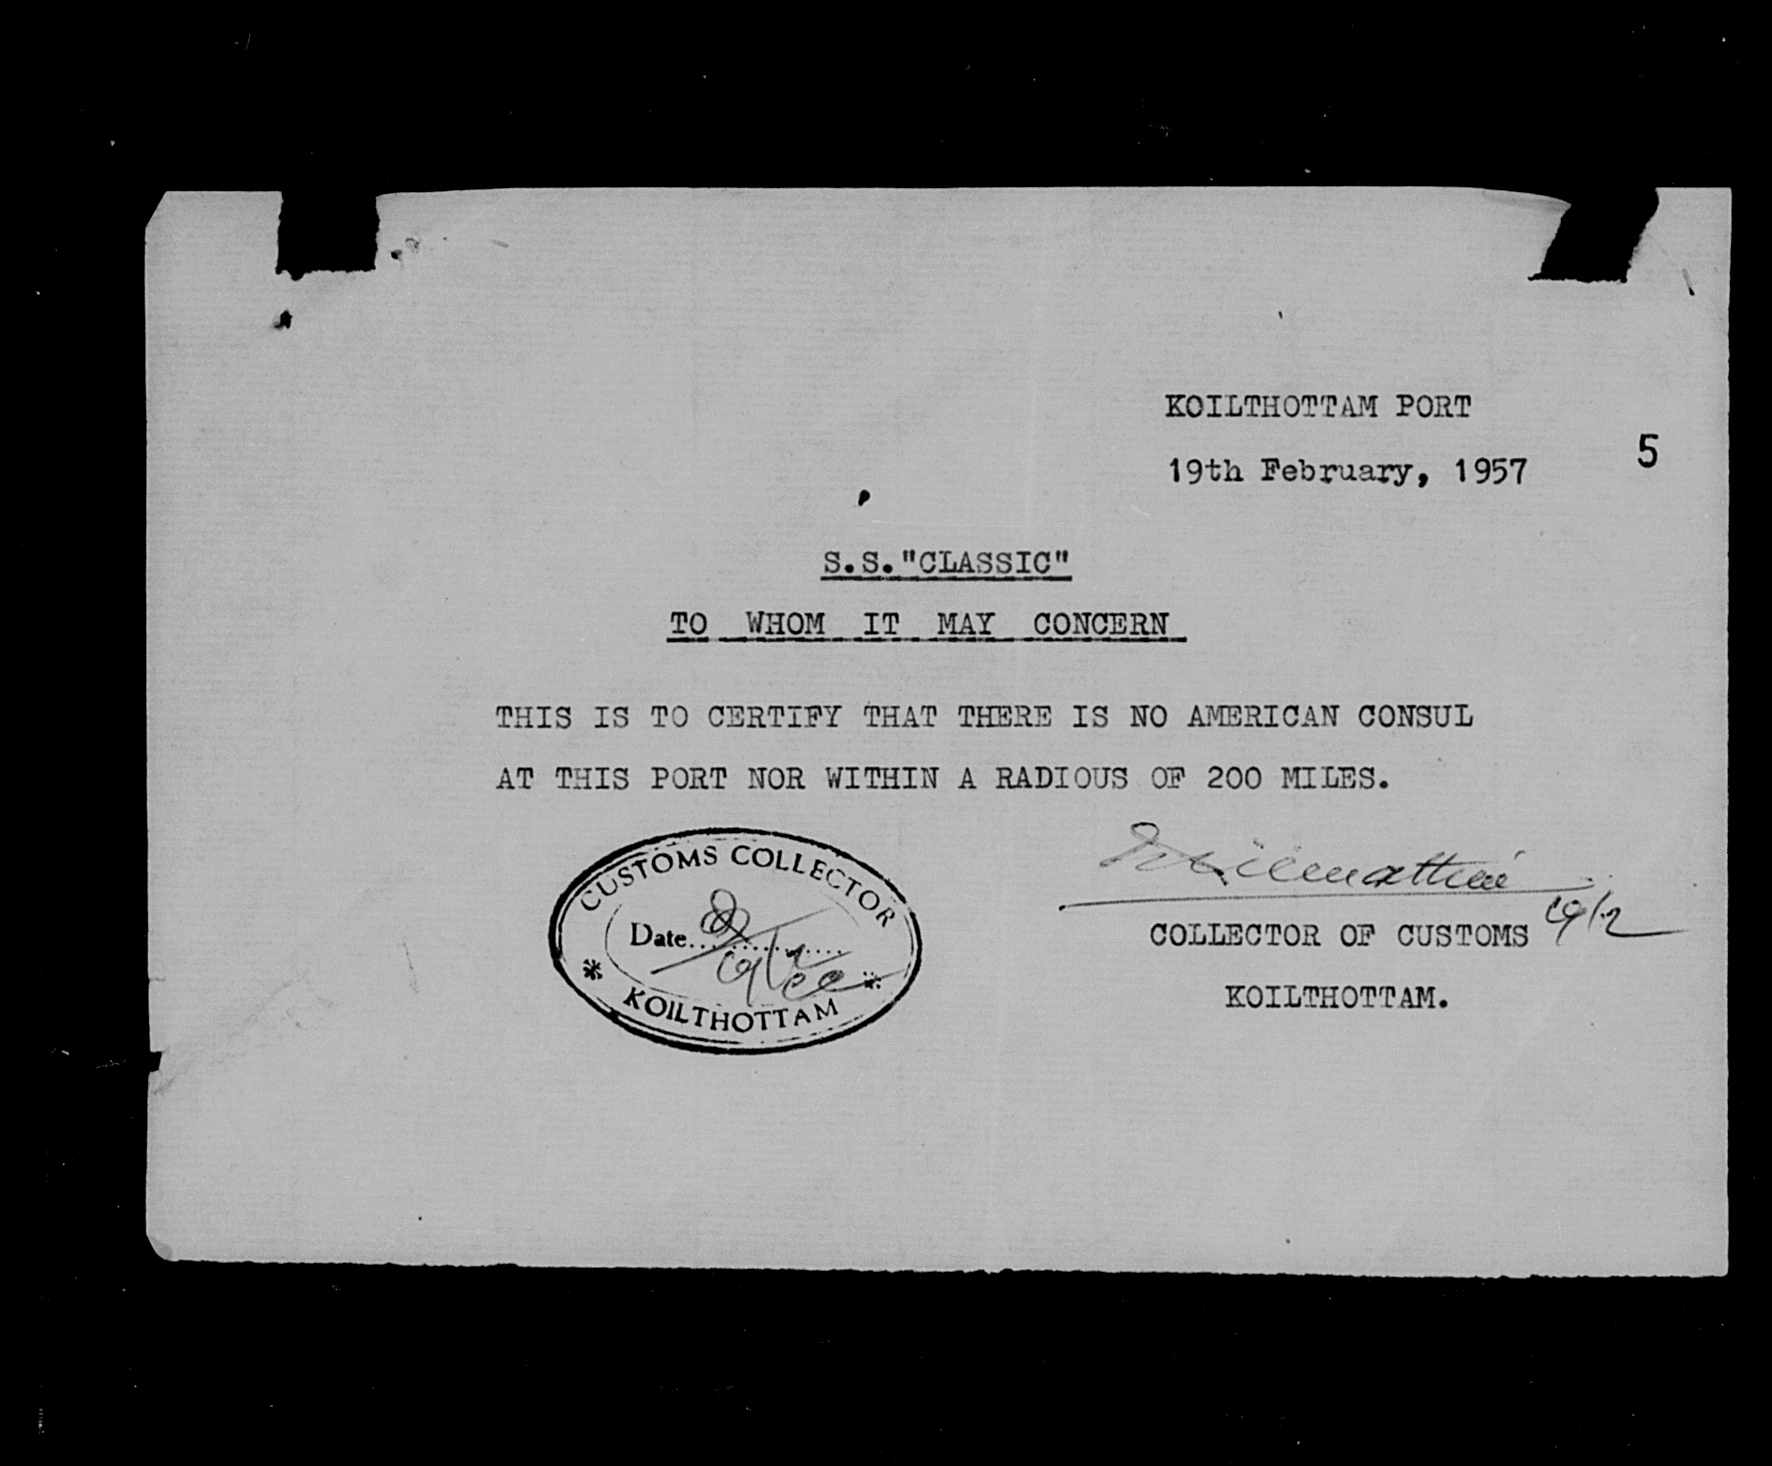 KOILTHOTTAM PORT
19th February, 1957
5
S.S."CLASSIC"
TO WHOM IT MAY CONCERN
THIS IS TO CERTIFY THAT THERE IS NO AMERICAN CONSUL
AT THIS PORT NOR WITHIN A RADIOUS OF 200 MILES.
CUSTOMS COLLECTOR
Date
KOILTHOTTAM
COLLECTOR OF CUSTOMS 19/2
KOILTHOTTAM.